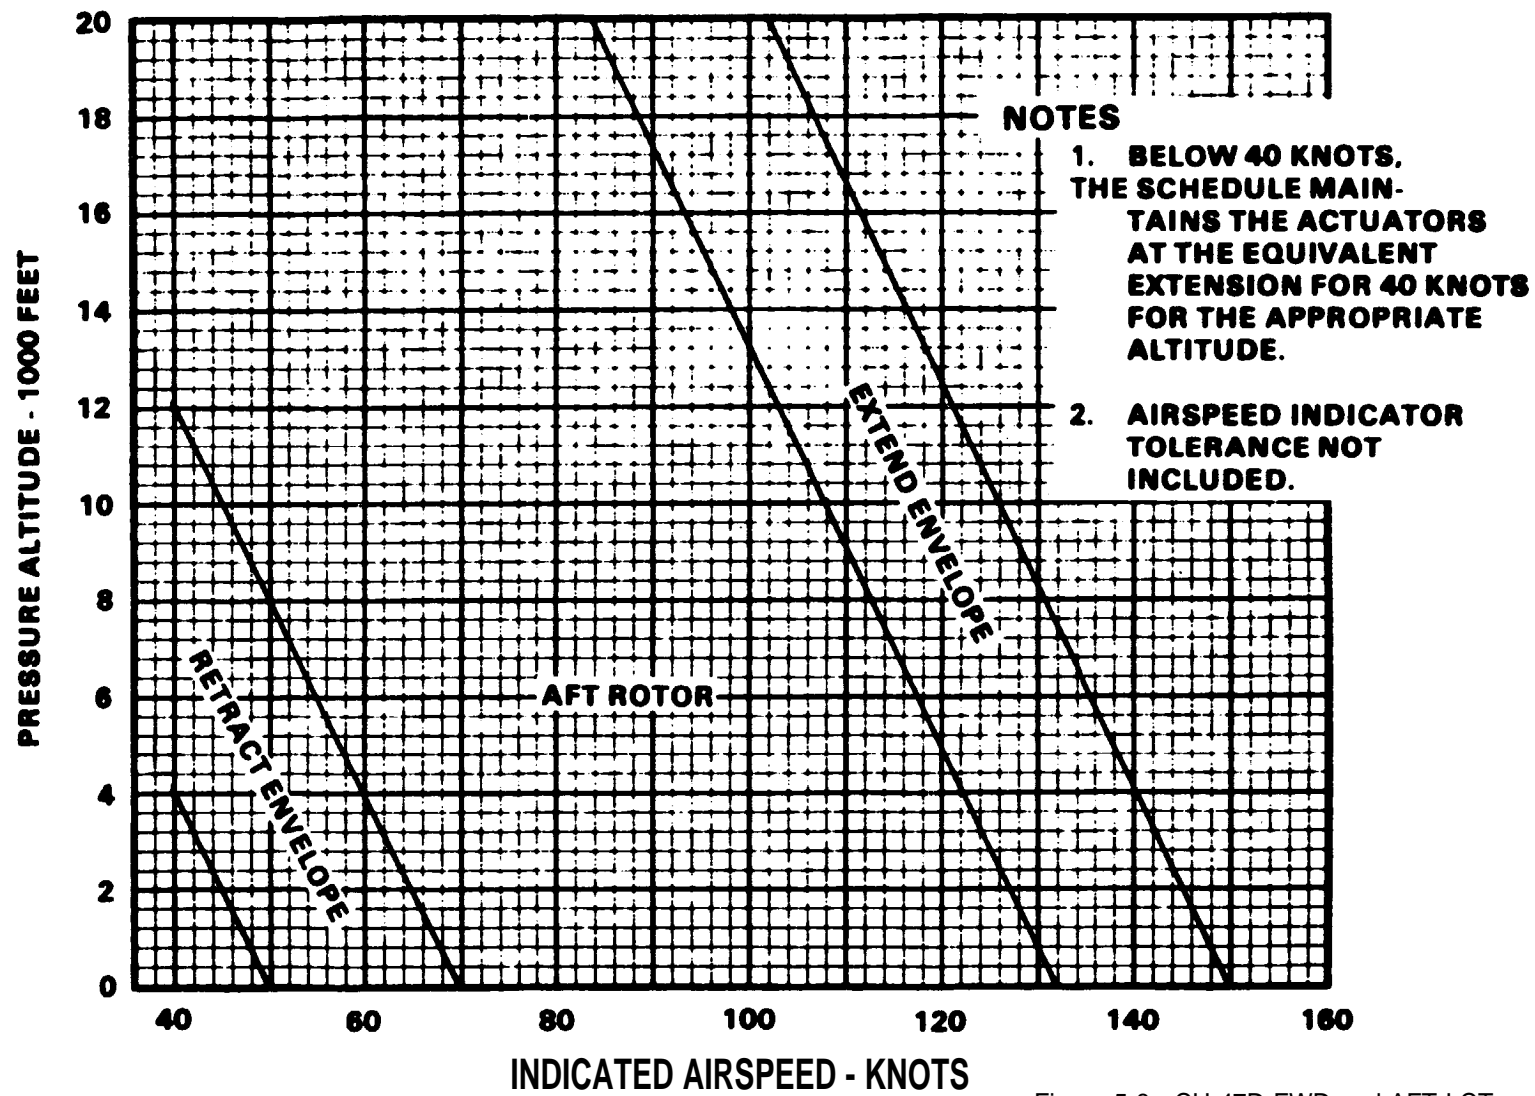 20
18
16
14
12
10
8
6
4
2
0
PRESSURE ALTITUDE - 1000 FEET
NOTES
1. BELOW 40 KNOTS,
THE SCHEDULE MAIN-
TAINS THE ACTUATORS
AT THE EQUIVALENT
EXTENSION FOR 40 KNOTS
FOR THE APPROPRIATE
ALTITUDE.
2. AIRSPEED INDICATOR
TOLERANCE NOT
INCLUDED.
EXTEND ENVELOPE
RETRACT ENVELOPE
AFT ROTOR
40 60 80 100 120 140 160
INDICATED AIRSPEED - KNOTS